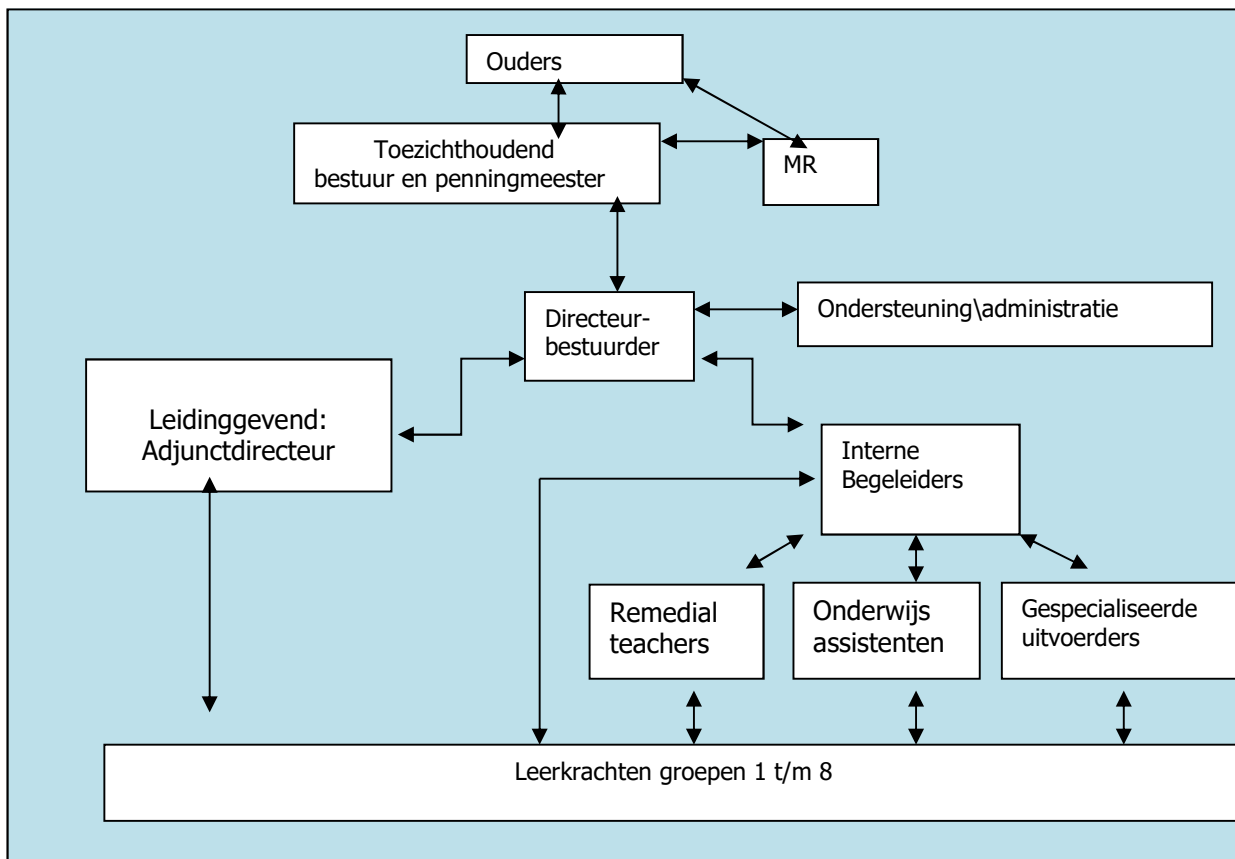 Ouders
Toezichthoudend
bestuur en penningmeester
MR
Directeur-
bestuurder
Ondersteuning\administratie
Leidinggevend:
Adjunctdirecteur
Interne
Begeleiders
Remedial
teachers
Onderwijs
assistenten
Gespecialiseerde
uitvoerders
Leerkrachten groepen 1 t/m 8